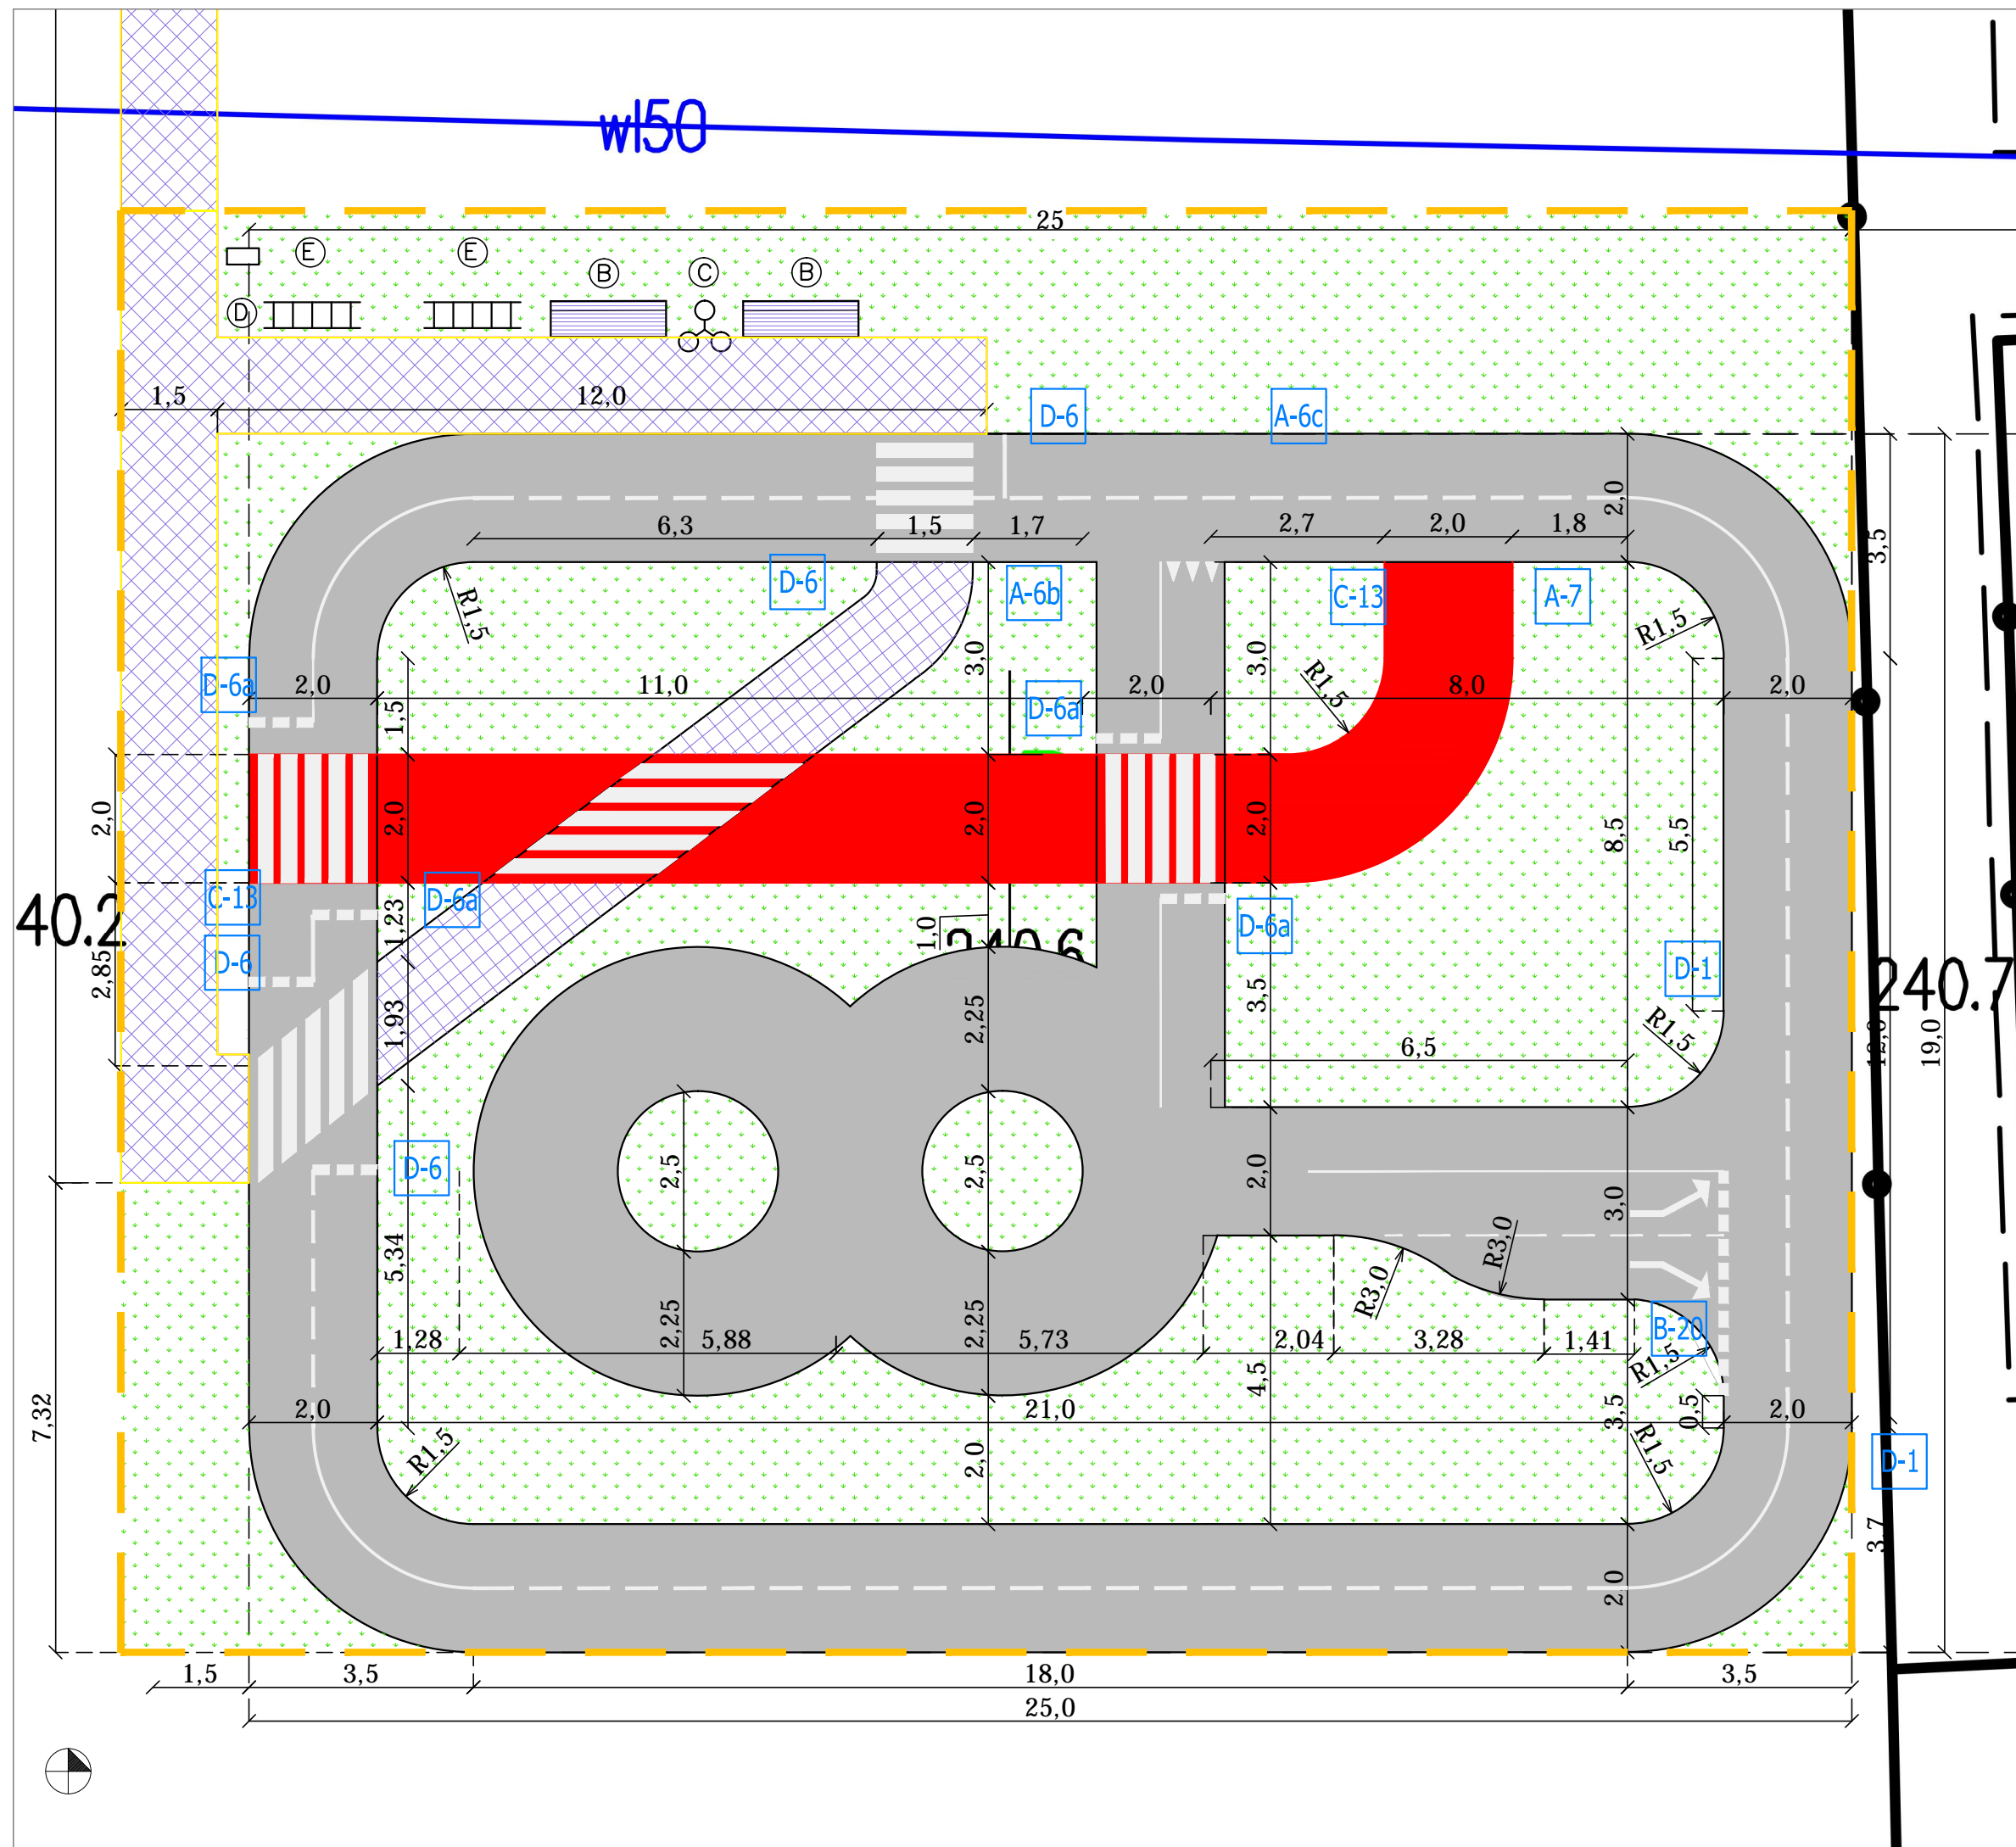 wl50
25
E
E
B
C
B
D
1,5
12,0
D-6
A-6c
6,3
1,5
1,7
2,7
2,0
1,8
2,0
3,5
D-6
A-6b
C-13
A-7
R1,5
R1,5
3,0
3,0
R1,5
D-6a
2,0
11,0
D-6a
2,0
8,0
2,0
1,5
2,0
2,0
2,0
2,0
8,5
5,5
C-13
D-6a
1,23
1,0
D-6a
40.2
D-6
2,85
240.6
D-1
240.7
1,93
2,25
3,5
R1,5
12,0
19,0
6,5
D-6
2,5
2,5
2,0
3,0
5,34
R3,0
R3,0
1,28
2,25
5,88
2,25
5,73
2,04
3,28
1,41
B-20
R1,5
4,5
7,32
2,0
21,0
3,5
0,5
2,0
R1,5
2,0
R1,5
D-1
3,7
2,0
1,5
3,5
18,0
3,5
25,0